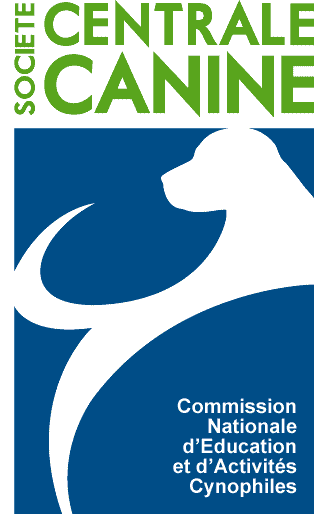 SOCIETE
CENTRALE
CANINE
Commission
Nationale
d'Education
et d'Activités
Cynophiles